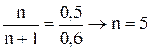 n/(n + 1) = 0,5/0,6 → n = 5